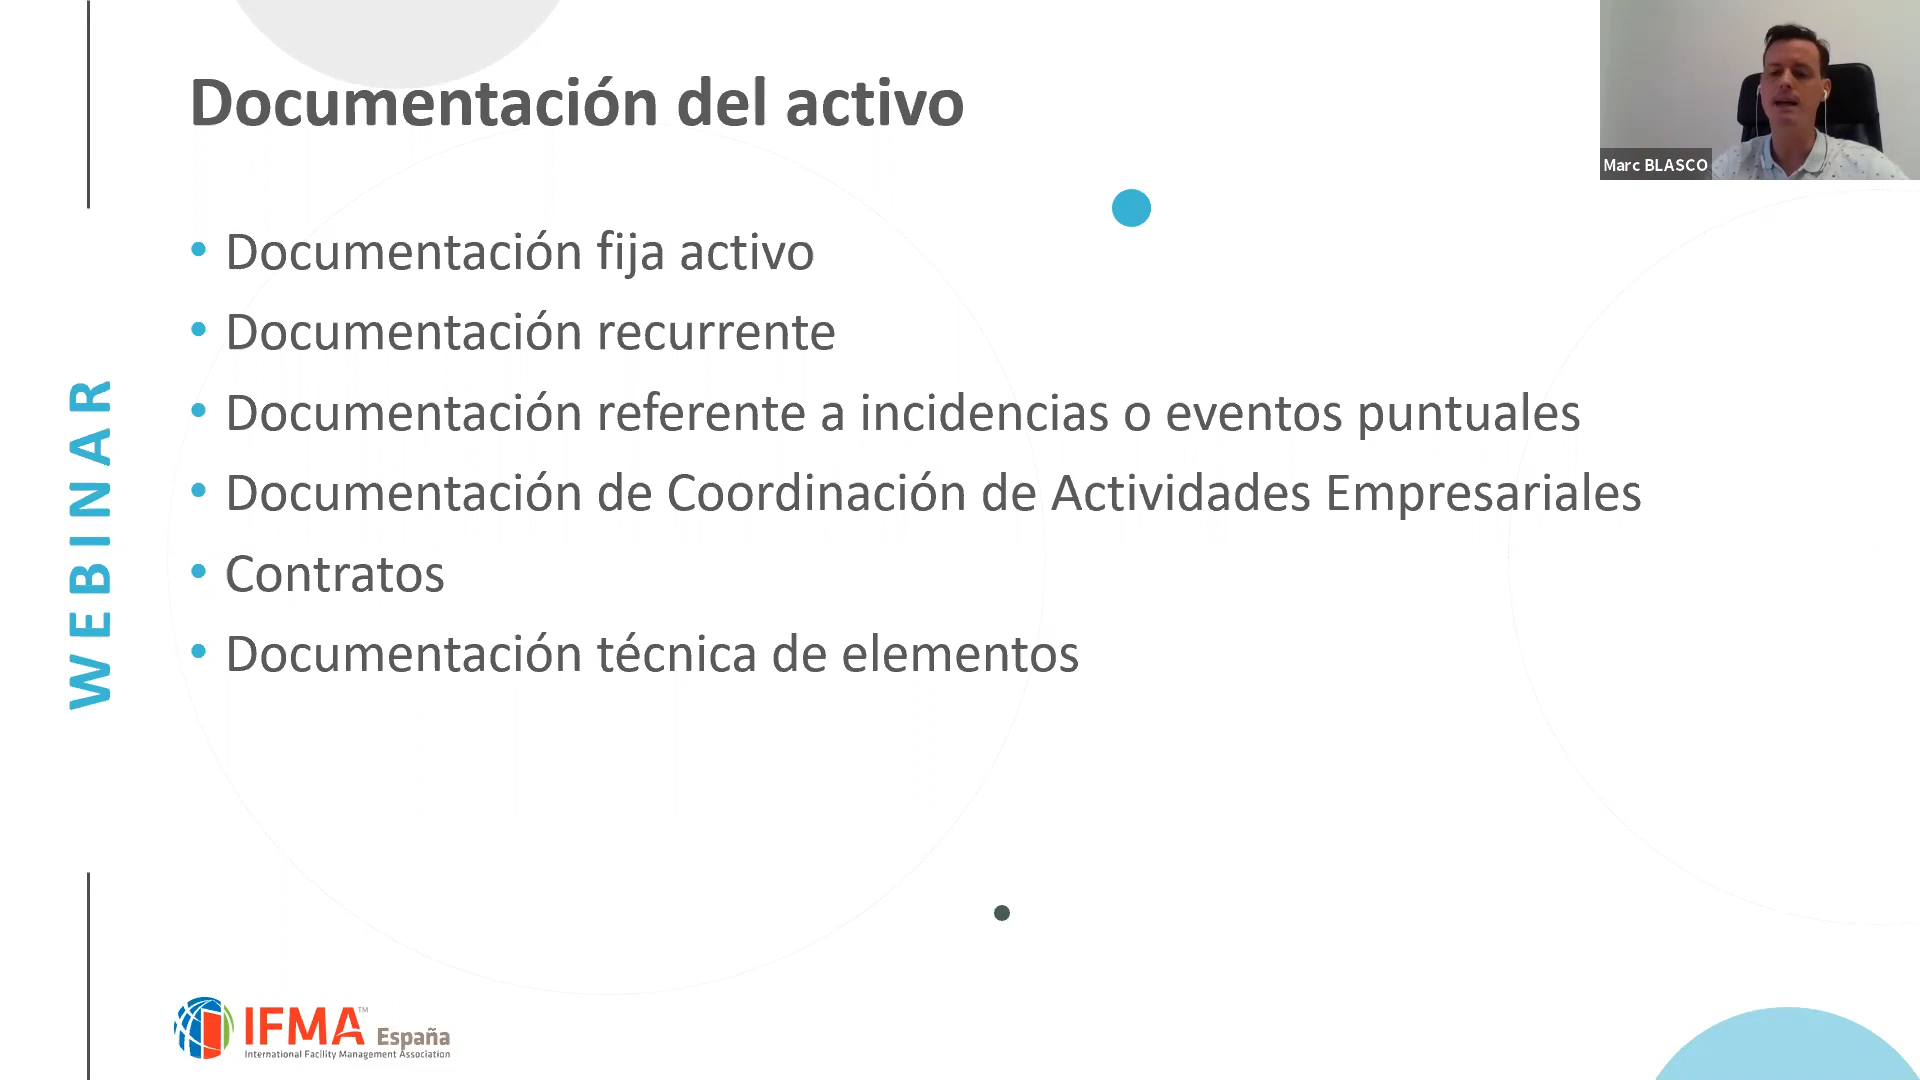 Documentación del activo
Marc BLASCO
• Documentación fija activo
• Documentación recurrente
• Documentación referente a incidencias o eventos puntuales
• Documentación de Coordinación de Actividades Empresariales
• Contratos
• Documentación técnica de elementos
WEBINAR
IFMA™ España
International Facility Management Association